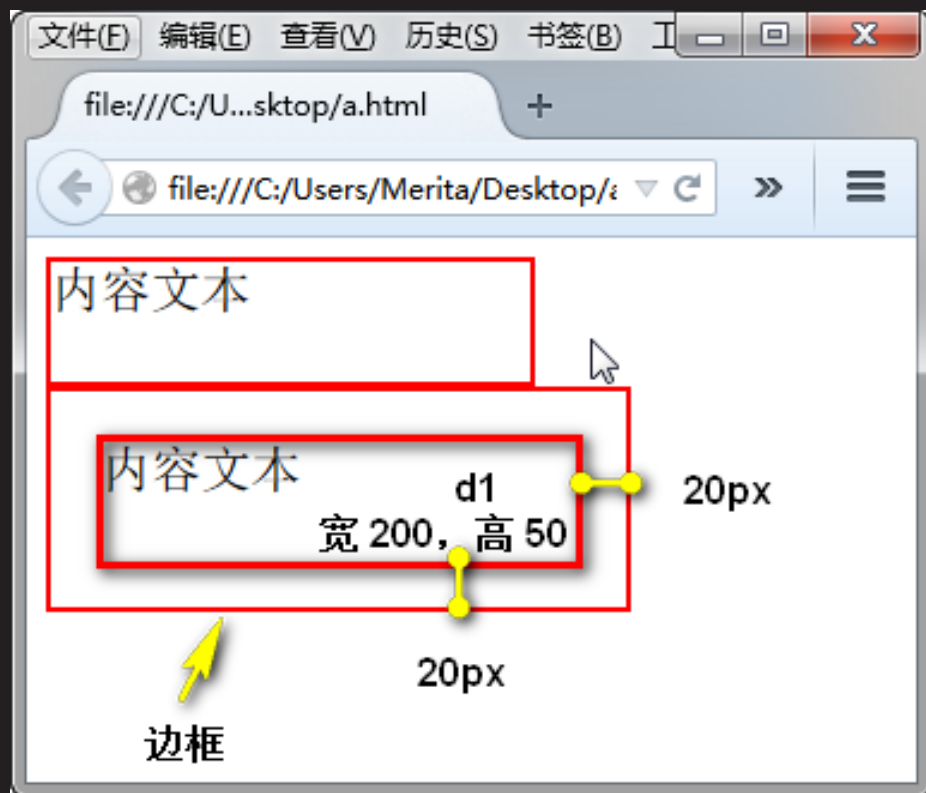 文件(F) 编辑(E) 查看(V) 历史(S) 书签(B) 工
file:///C:/U...sktop/a.html
file:///C:/Users/Merita/Desktop/a
内容文本
内容文本
d1
宽 200，高 50
20px
20px
边框